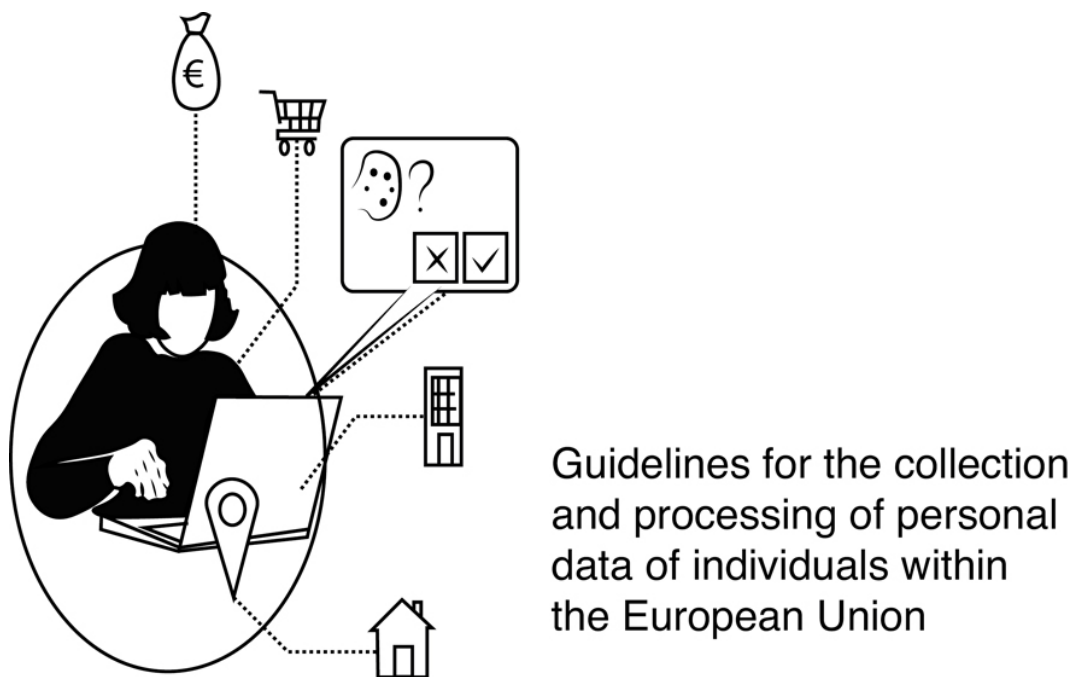 €
?
Guidelines for the collection
and processing of personal
data of individuals within
the European Union